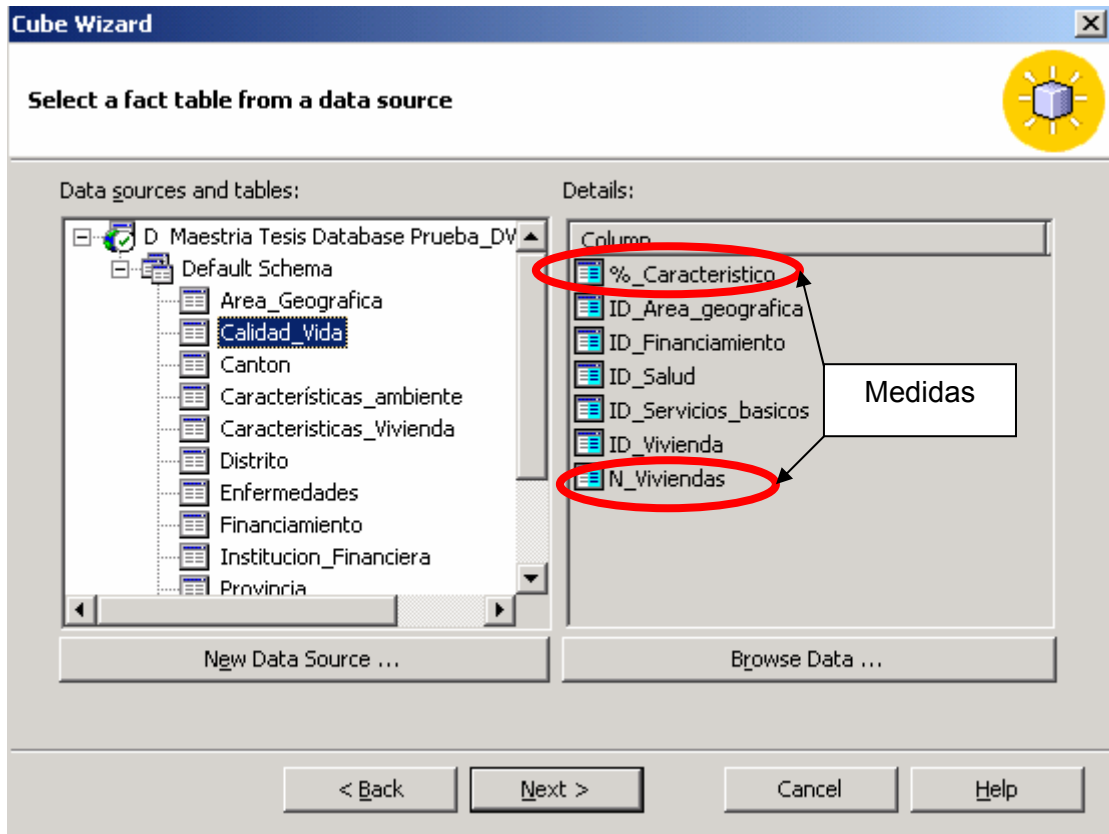 Cube Wizard
Select a fact table from a data source
Data sources and tables:
D Maestria Tesis Database Prueba_DV
Default Schema
Area_Geografica
Calidad_Vida
Canton
Características_ambiente
Caracteristicas_Vivienda
Distrito
Enfermedades
Financiamiento
Institucion_Financiera
Provincia
New Data Source ...
Details:
Column
%_Caracteristico
ID_Area_geografica
ID_Financiamiento
ID_Salud
ID_Servicios_basicos
ID_Vivienda
N_Viviendas
Medidas
Browse Data ...
< Back
Next >
Cancel
Help